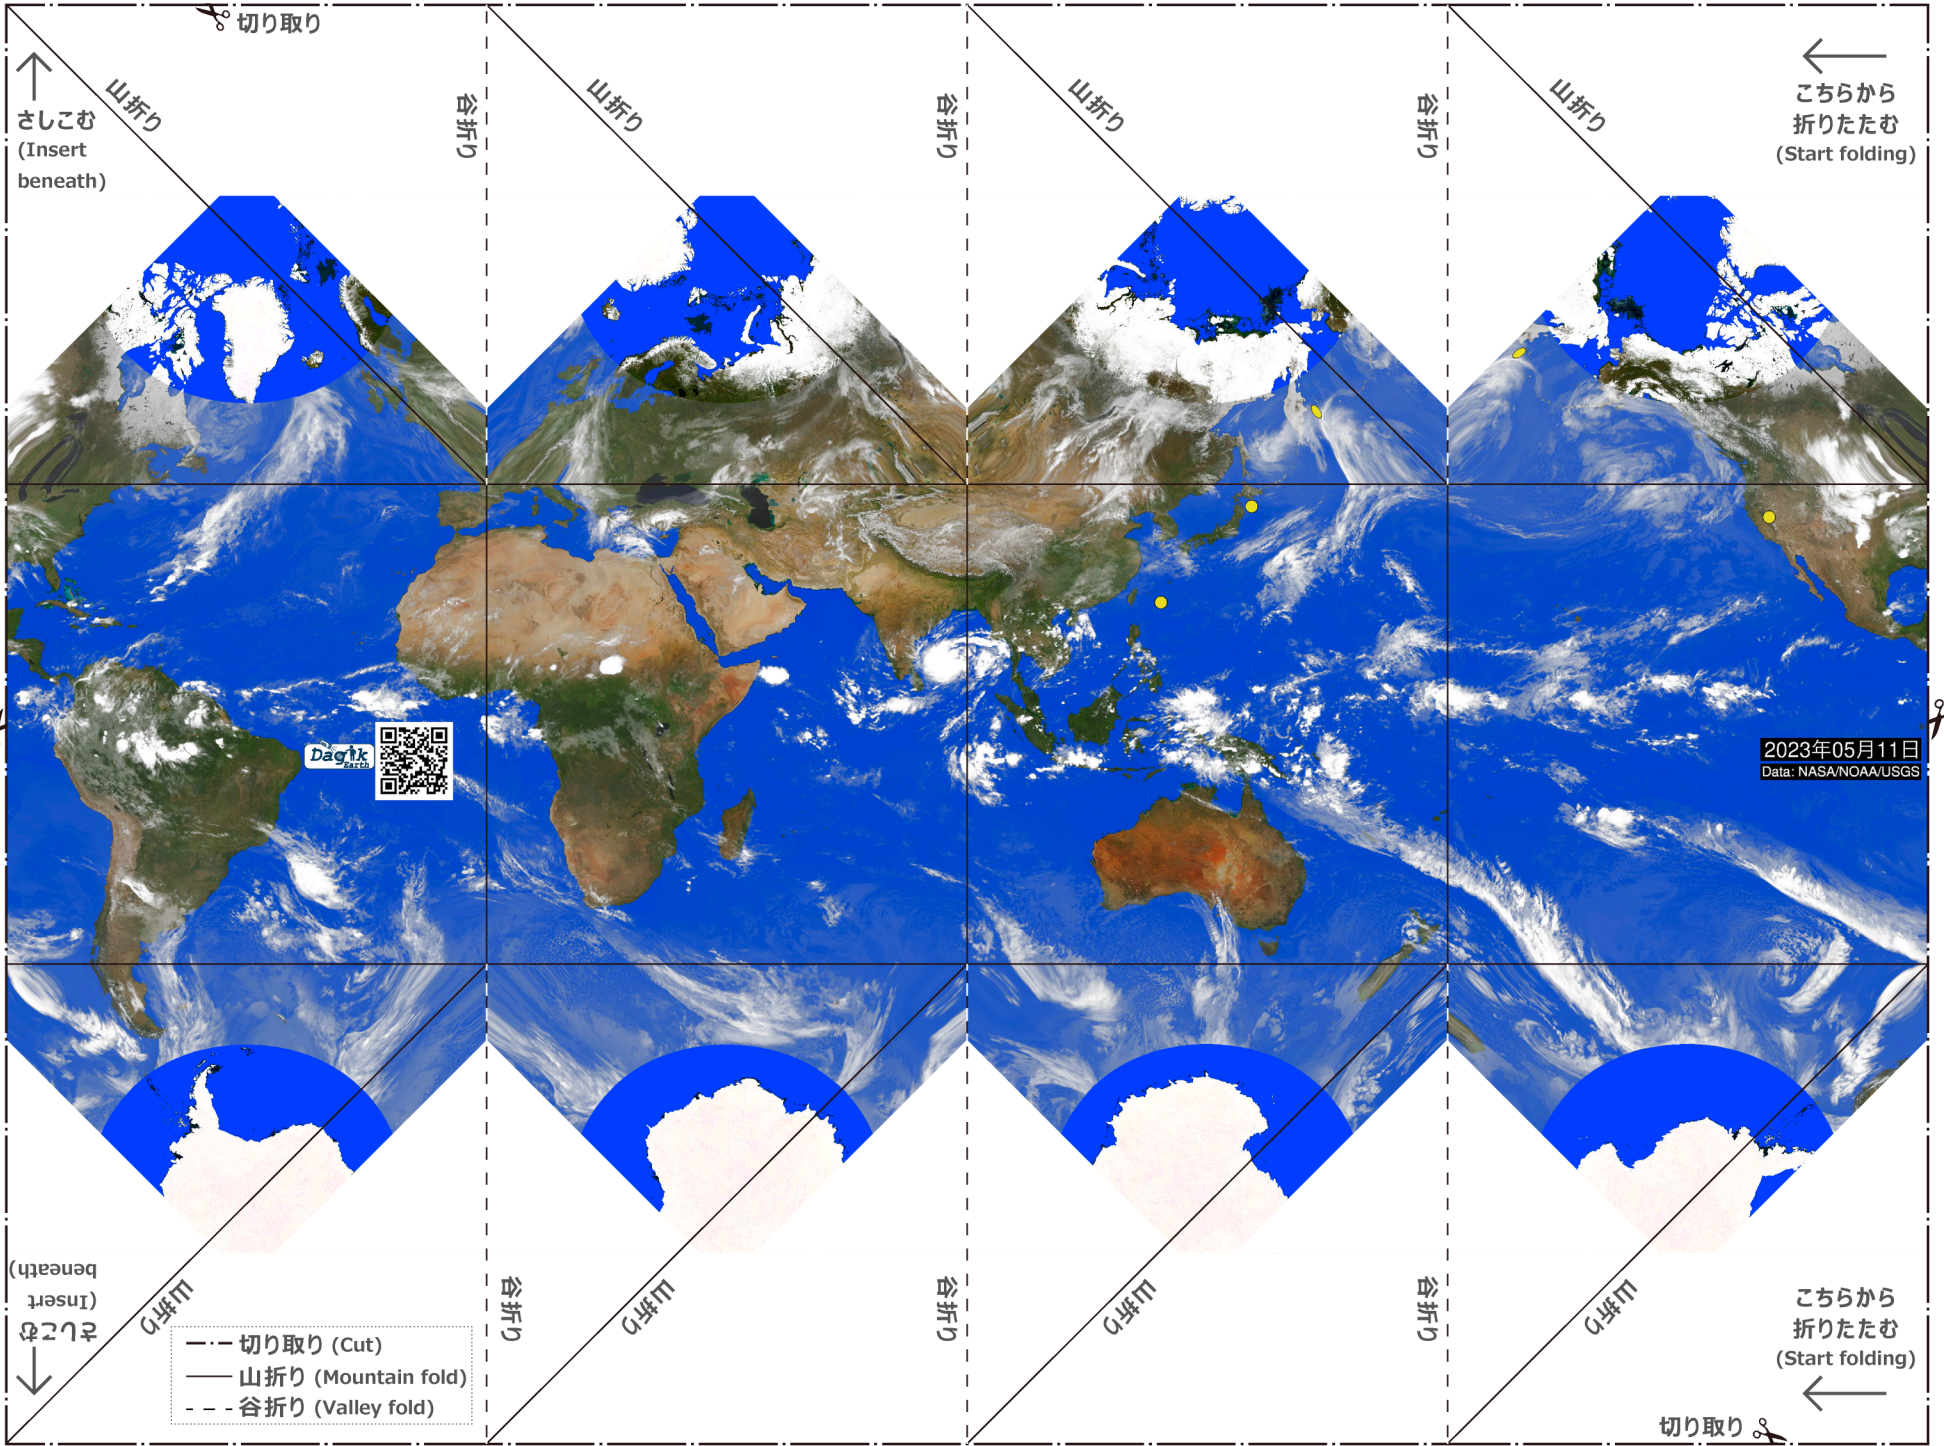 切り取り
山折り
山折り
山折り
山折り
谷折り
谷折り
谷折り
さしこむ
(Insert
beneath)
こちらから
折りたたむ
(Start folding)
Dagik
Earth
2023年05月11日
Data: NASA/NOAA/USGS
さしこむ
(Insert
beneath)
山折り
山折り
山折り
山折り
谷折り
谷折り
谷折り
切り取り (Cut)
山折り (Mountain fold)
谷折り (Valley fold)
こちらから
折りたたむ
(Start folding)
切り取り